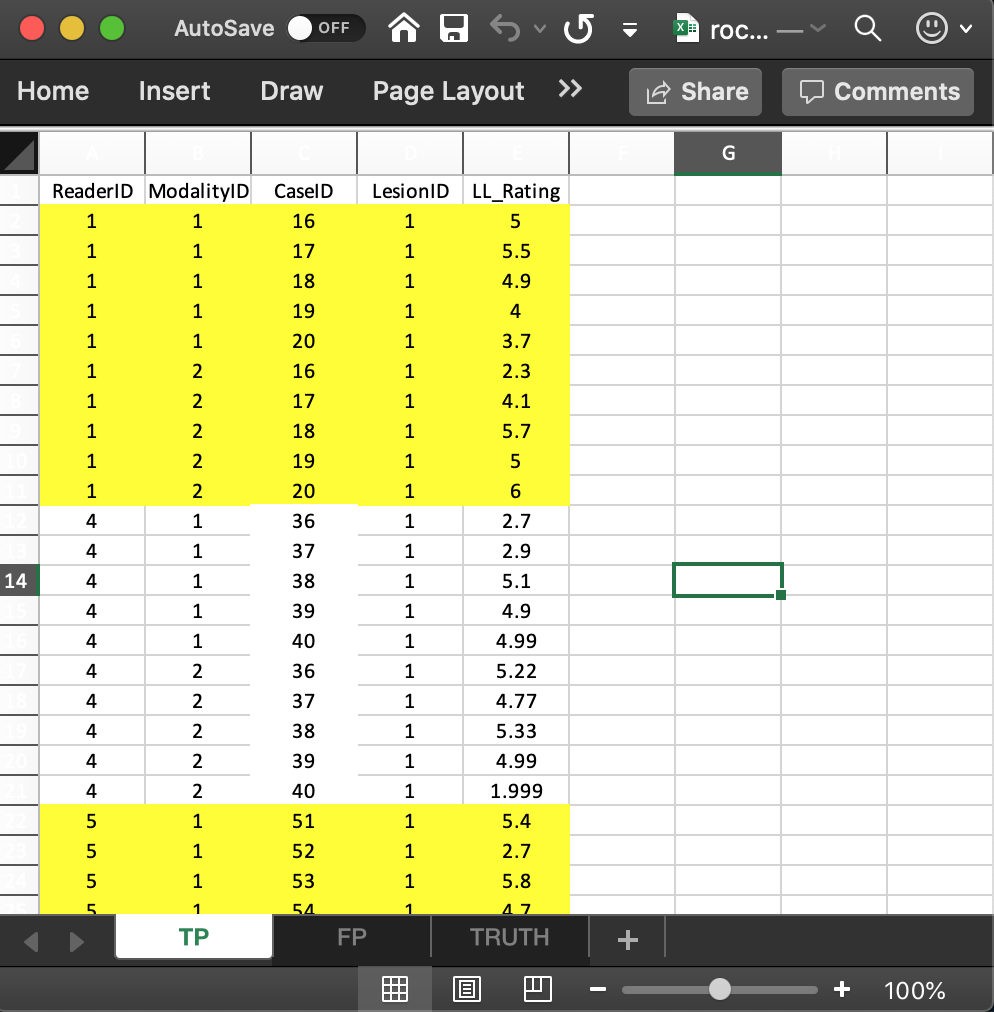 AutoSave OFF roc... —
Home Insert Draw Page Layout Share Comments
A B C D E F G H I
1 ReaderID ModalityID CaseID LesionID LL_Rating
2 1 1 16 1 5
3 1 1 17 1 5.5
4 1 1 18 1 4.9
5 1 1 19 1 4
6 1 1 20 1 3.7
7 1 2 16 1 2.3
8 1 2 17 1 4.1
9 1 2 18 1 5.7
10 1 2 19 1 5
11 1 2 20 1 6
12 4 1 36 1 2.7
13 4 1 37 1 2.9
14 4 1 38 1 5.1
15 4 1 39 1 4.9
16 4 1 40 1 4.99
17 4 2 36 1 5.22
18 4 2 37 1 4.77
19 4 2 38 1 5.33
20 4 2 39 1 4.99
21 4 2 40 1 1.999
22 5 1 51 1 5.4
23 5 1 52 1 2.7
24 5 1 53 1 5.8
25 5 1 54 1 4.7
TP FP TRUTH +
100%